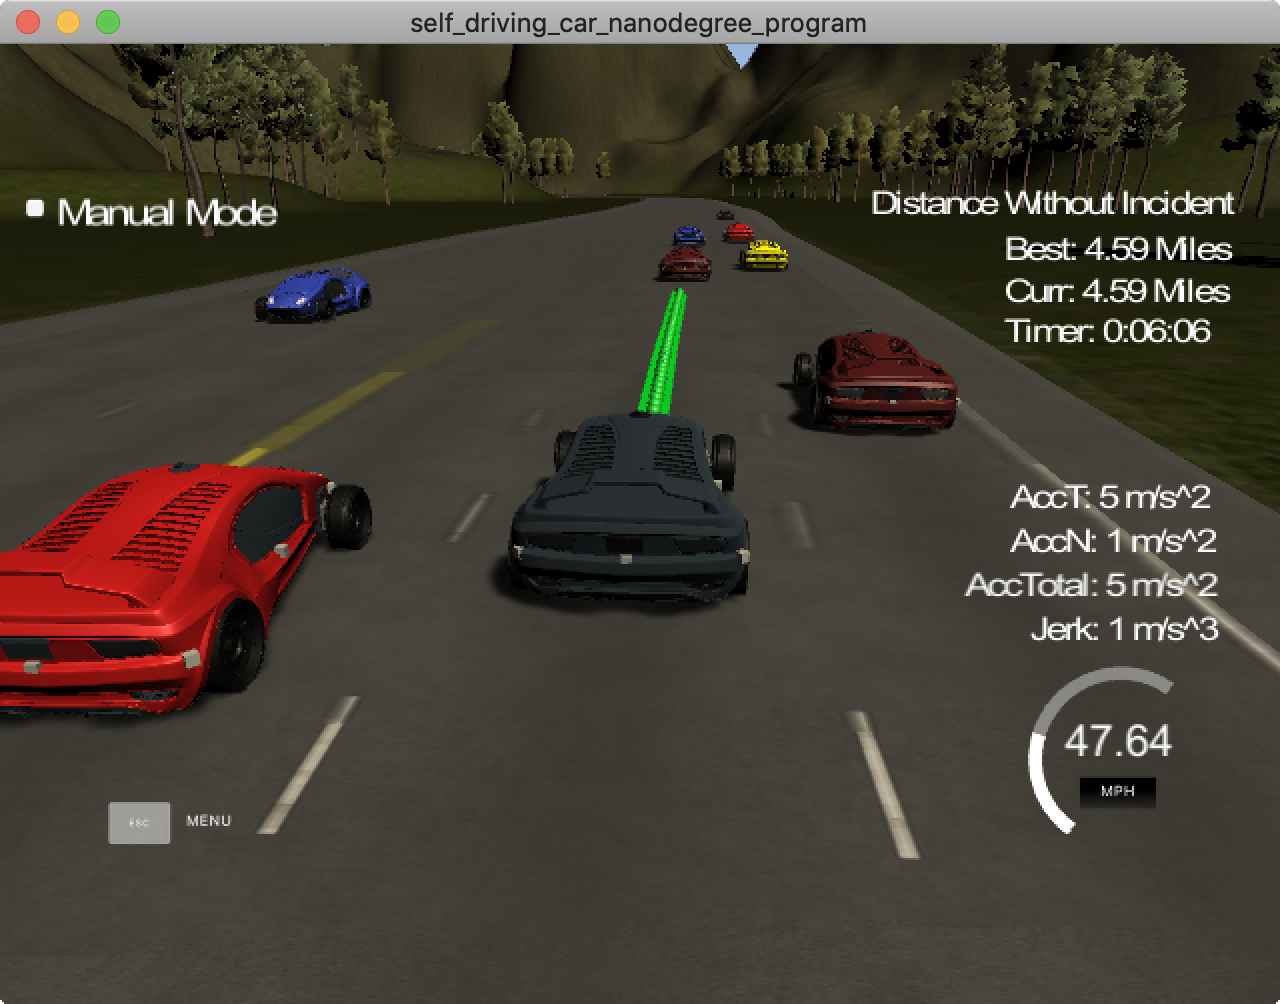 self_driving_car_nanodegree_program
Manual Mode
Distance Without Incident
Best: 4.59 Miles
Curr: 4.59 Miles
Timer: 0:06:06
AccT: 5 m/s^2
AccN: 1 m/s^2
AccTotal: 5 m/s^2
Jerk: 1 m/s^3
47.64
MPH
ESC MENU